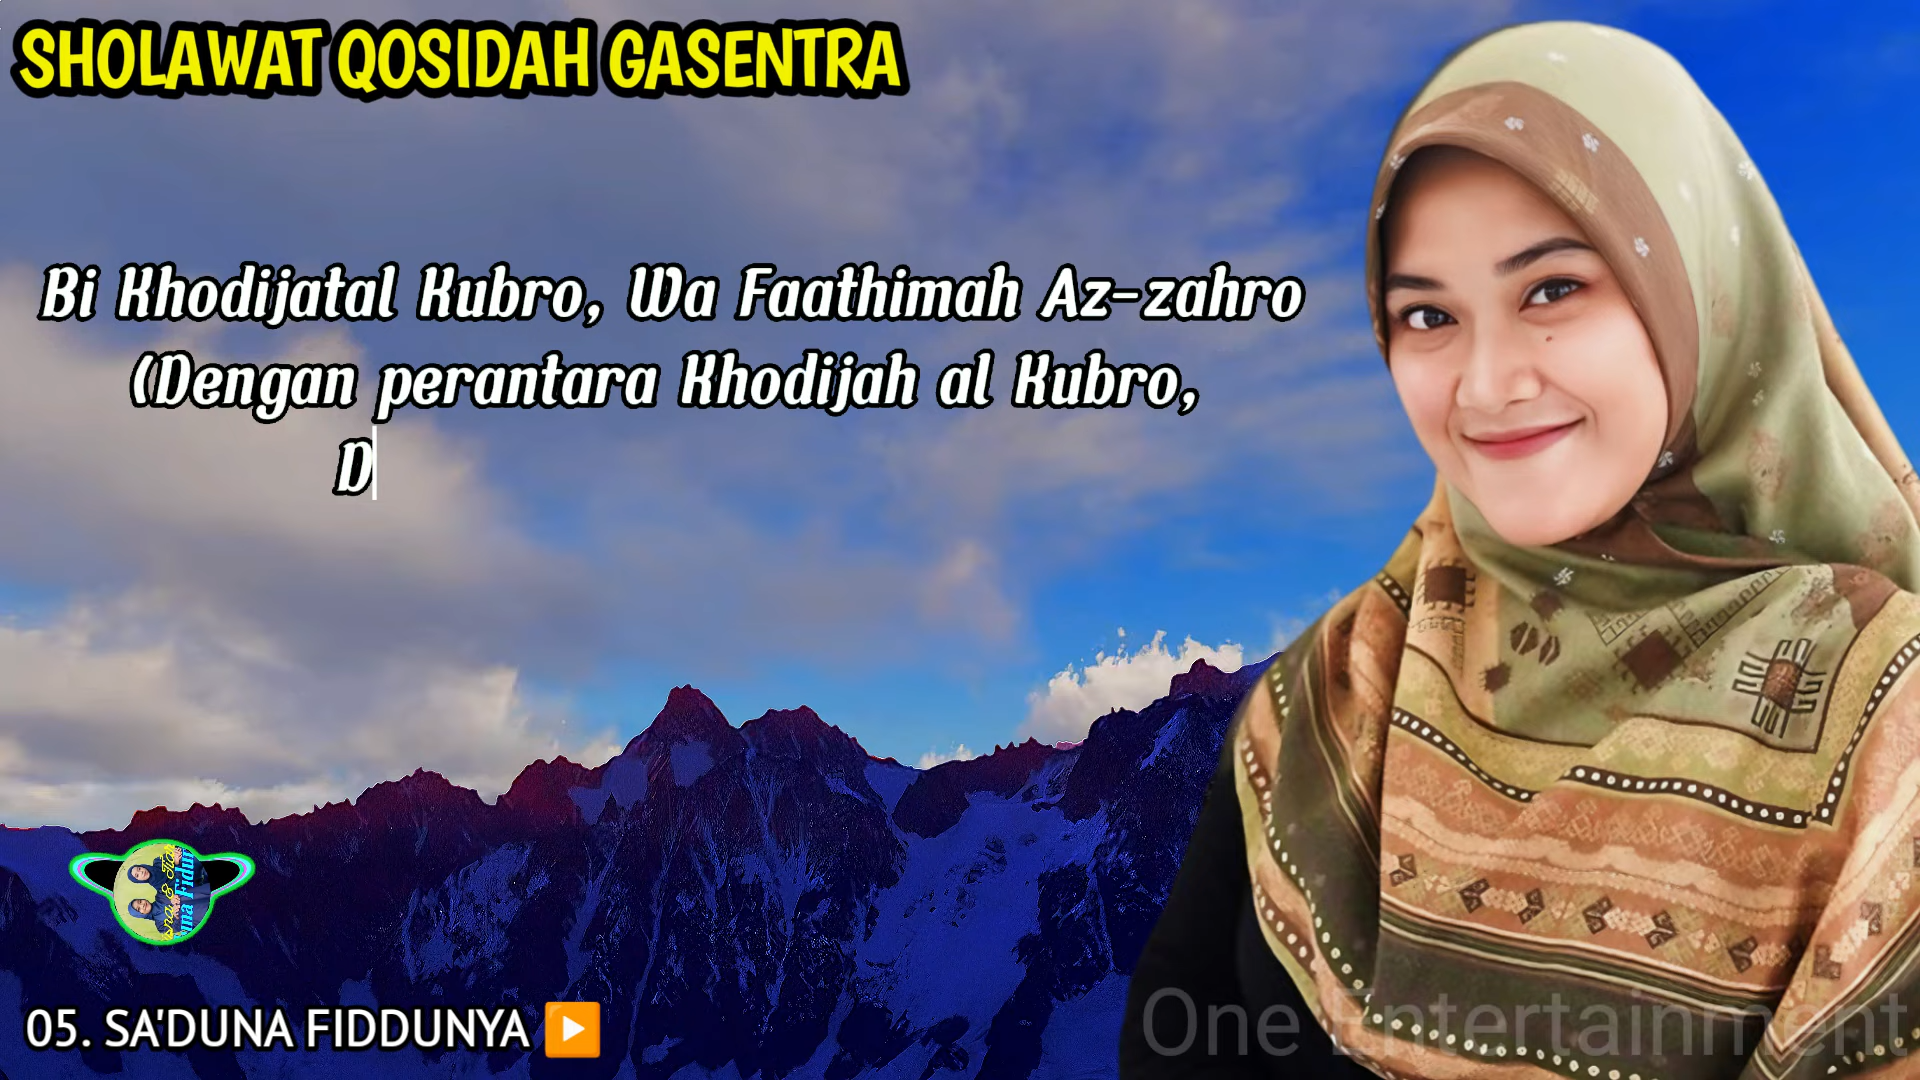 SHOLAWAT QOSIDAH GASENTRA
Bi Khodijatal Kubro, Wa Faathimah Az-zahro
(Dengan perantara Khodijah al Kubro,
D
05. SA'DUNA FIDDUNYA
One Entertainment